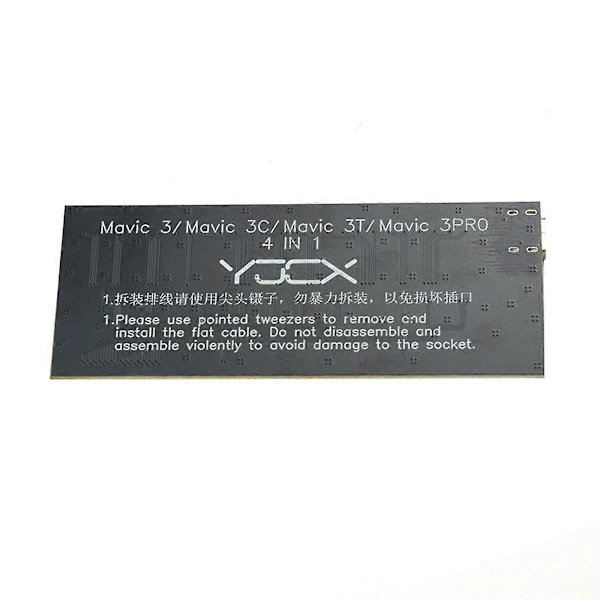 Mavic 3/Mavic 3C/Mavic 3T/Mavic 3PRO
4 IN 1
YJCX
1.拆装排线请使用尖头镊子，勿暴力拆装，以免损坏插口
1.Please use pointed tweezers to remove and
install the flat cable. Do not disassemble and
assemble violently to avoid damage to the socket.